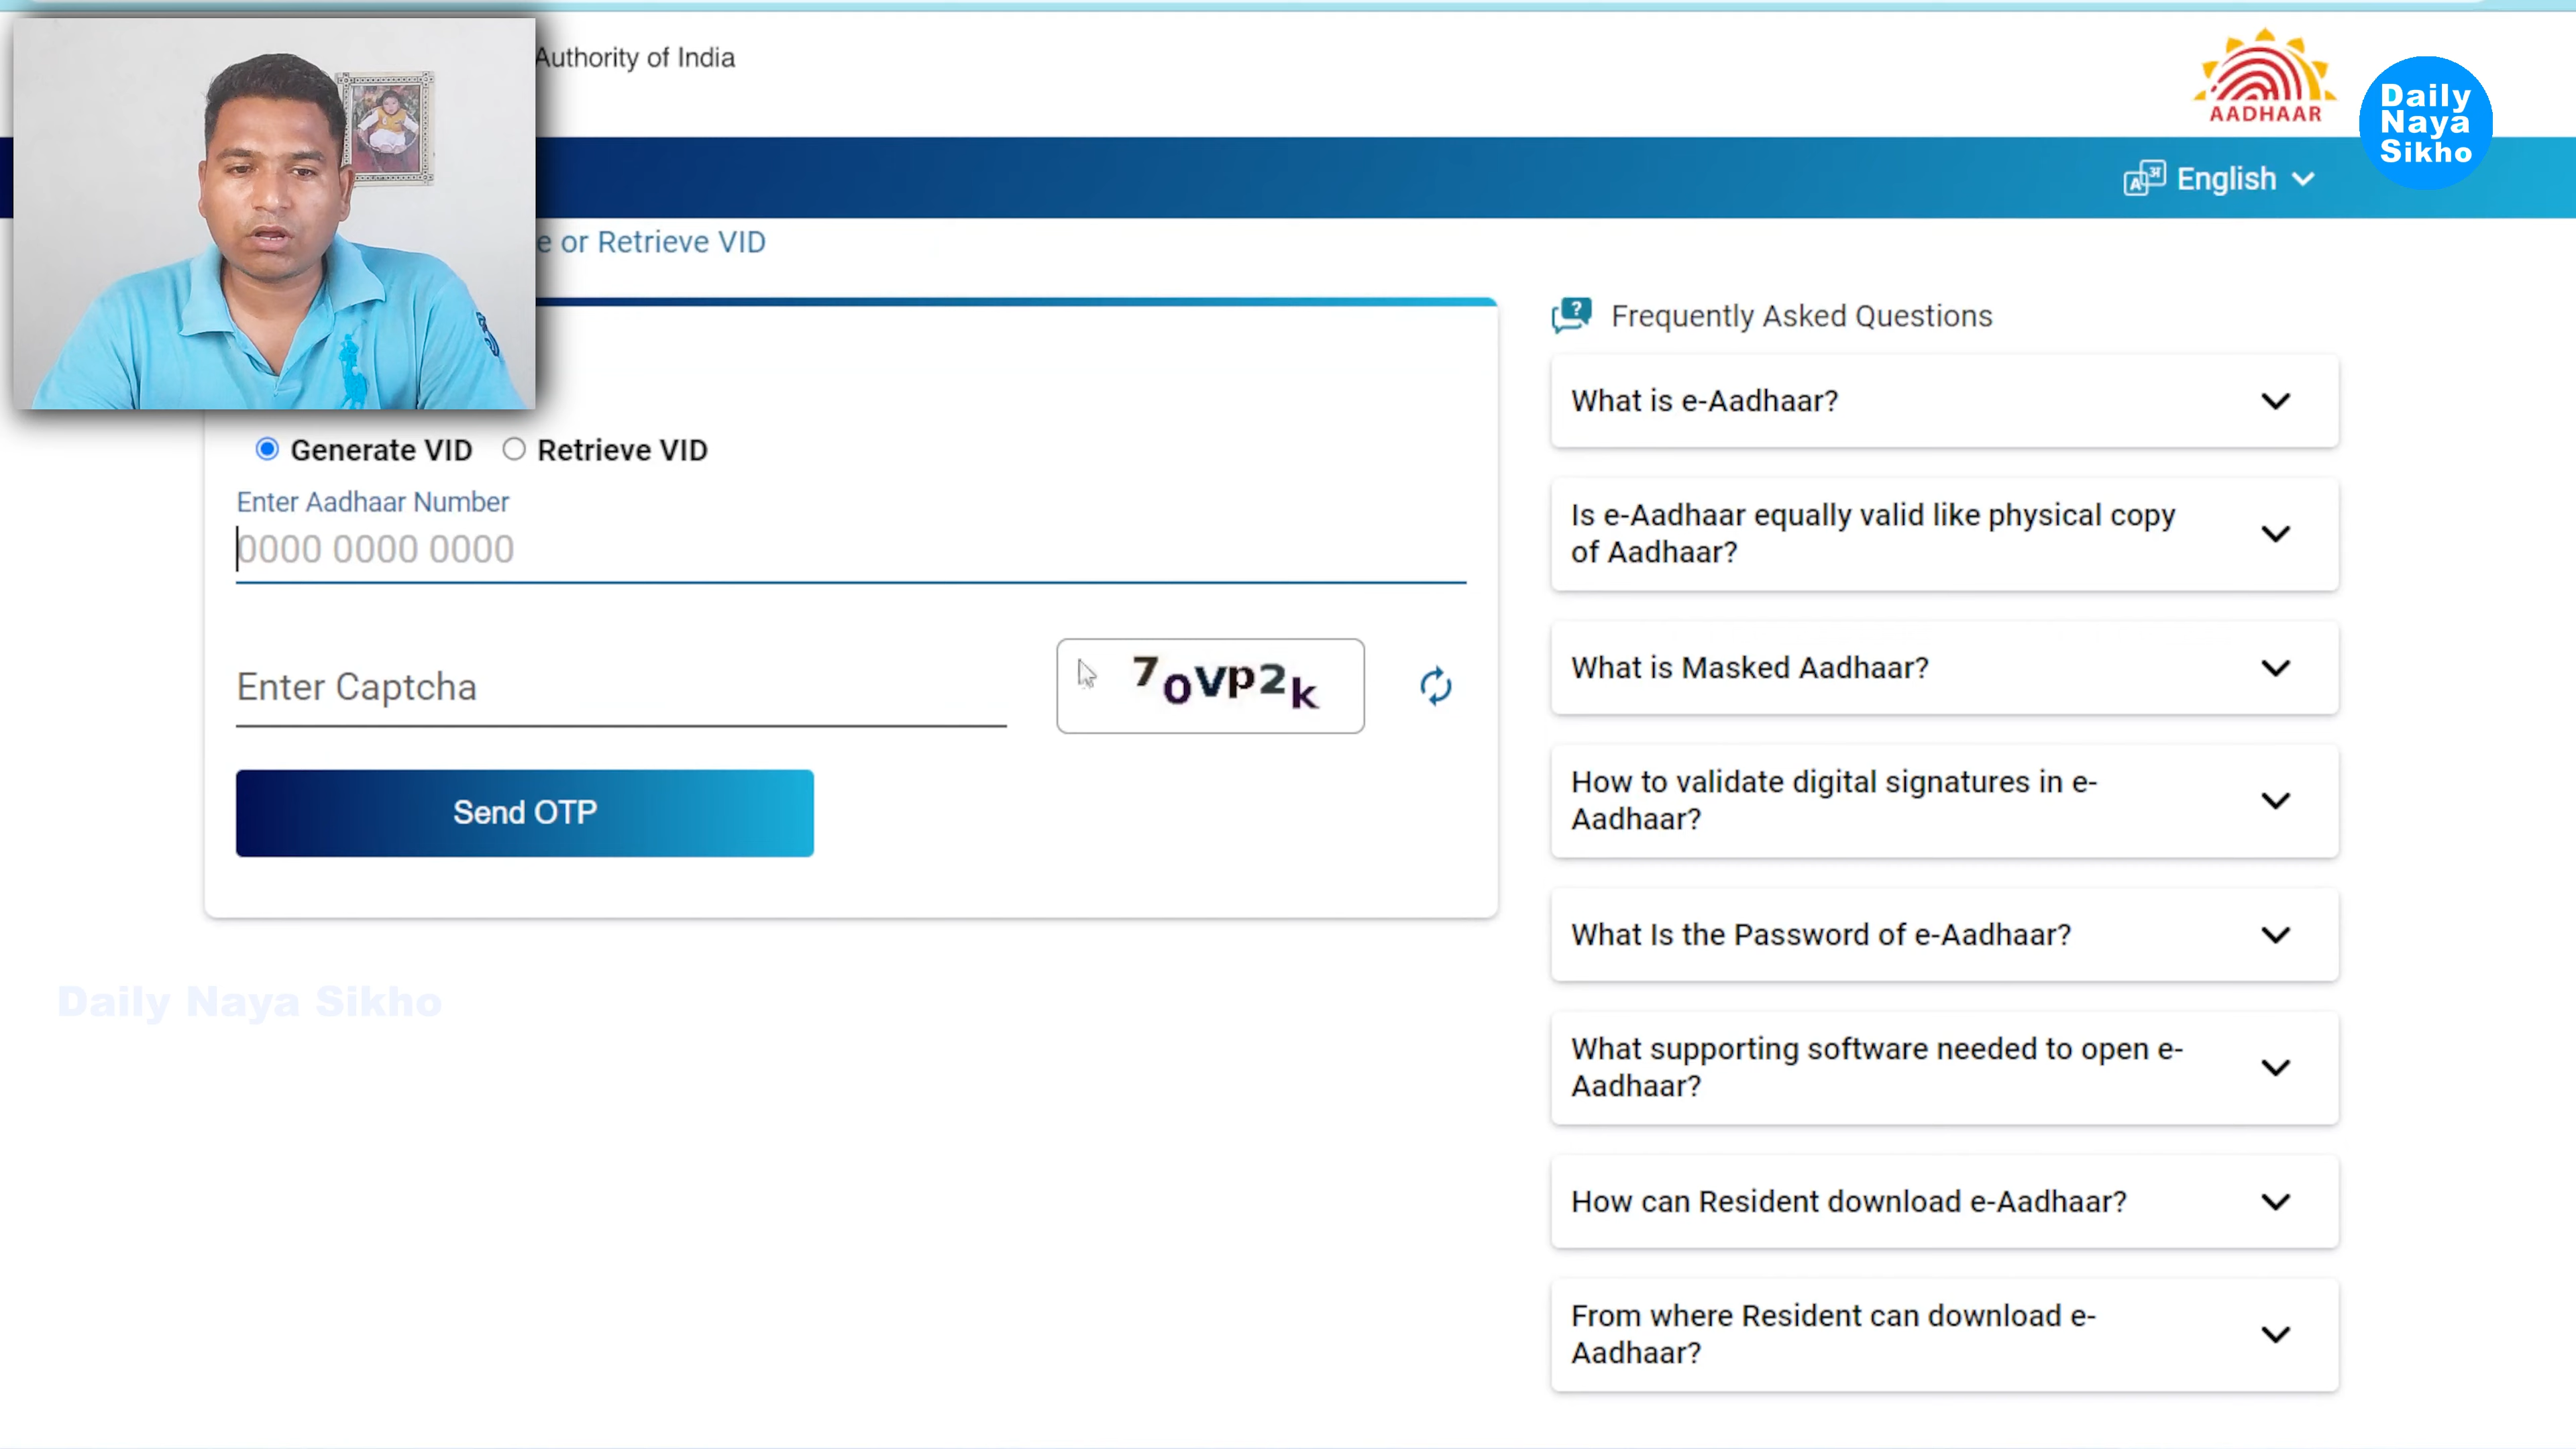 Authority of India
AADHAAR
Daily
Naya
Sikho
English
e or Retrieve VID
Generate VID
Retrieve VID
Enter Aadhaar Number
0000 0000 0000
Enter Captcha
70vp2k
Send OTP
Daily Naya Sikho
Frequently Asked Questions
What is e-Aadhaar?
Is e-Aadhaar equally valid like physical copy
of Aadhaar?
What is Masked Aadhaar?
How to validate digital signatures in e-
Aadhaar?
What Is the Password of e-Aadhaar?
What supporting software needed to open e-
Aadhaar?
How can Resident download e-Aadhaar?
From where Resident can download e-
Aadhaar?